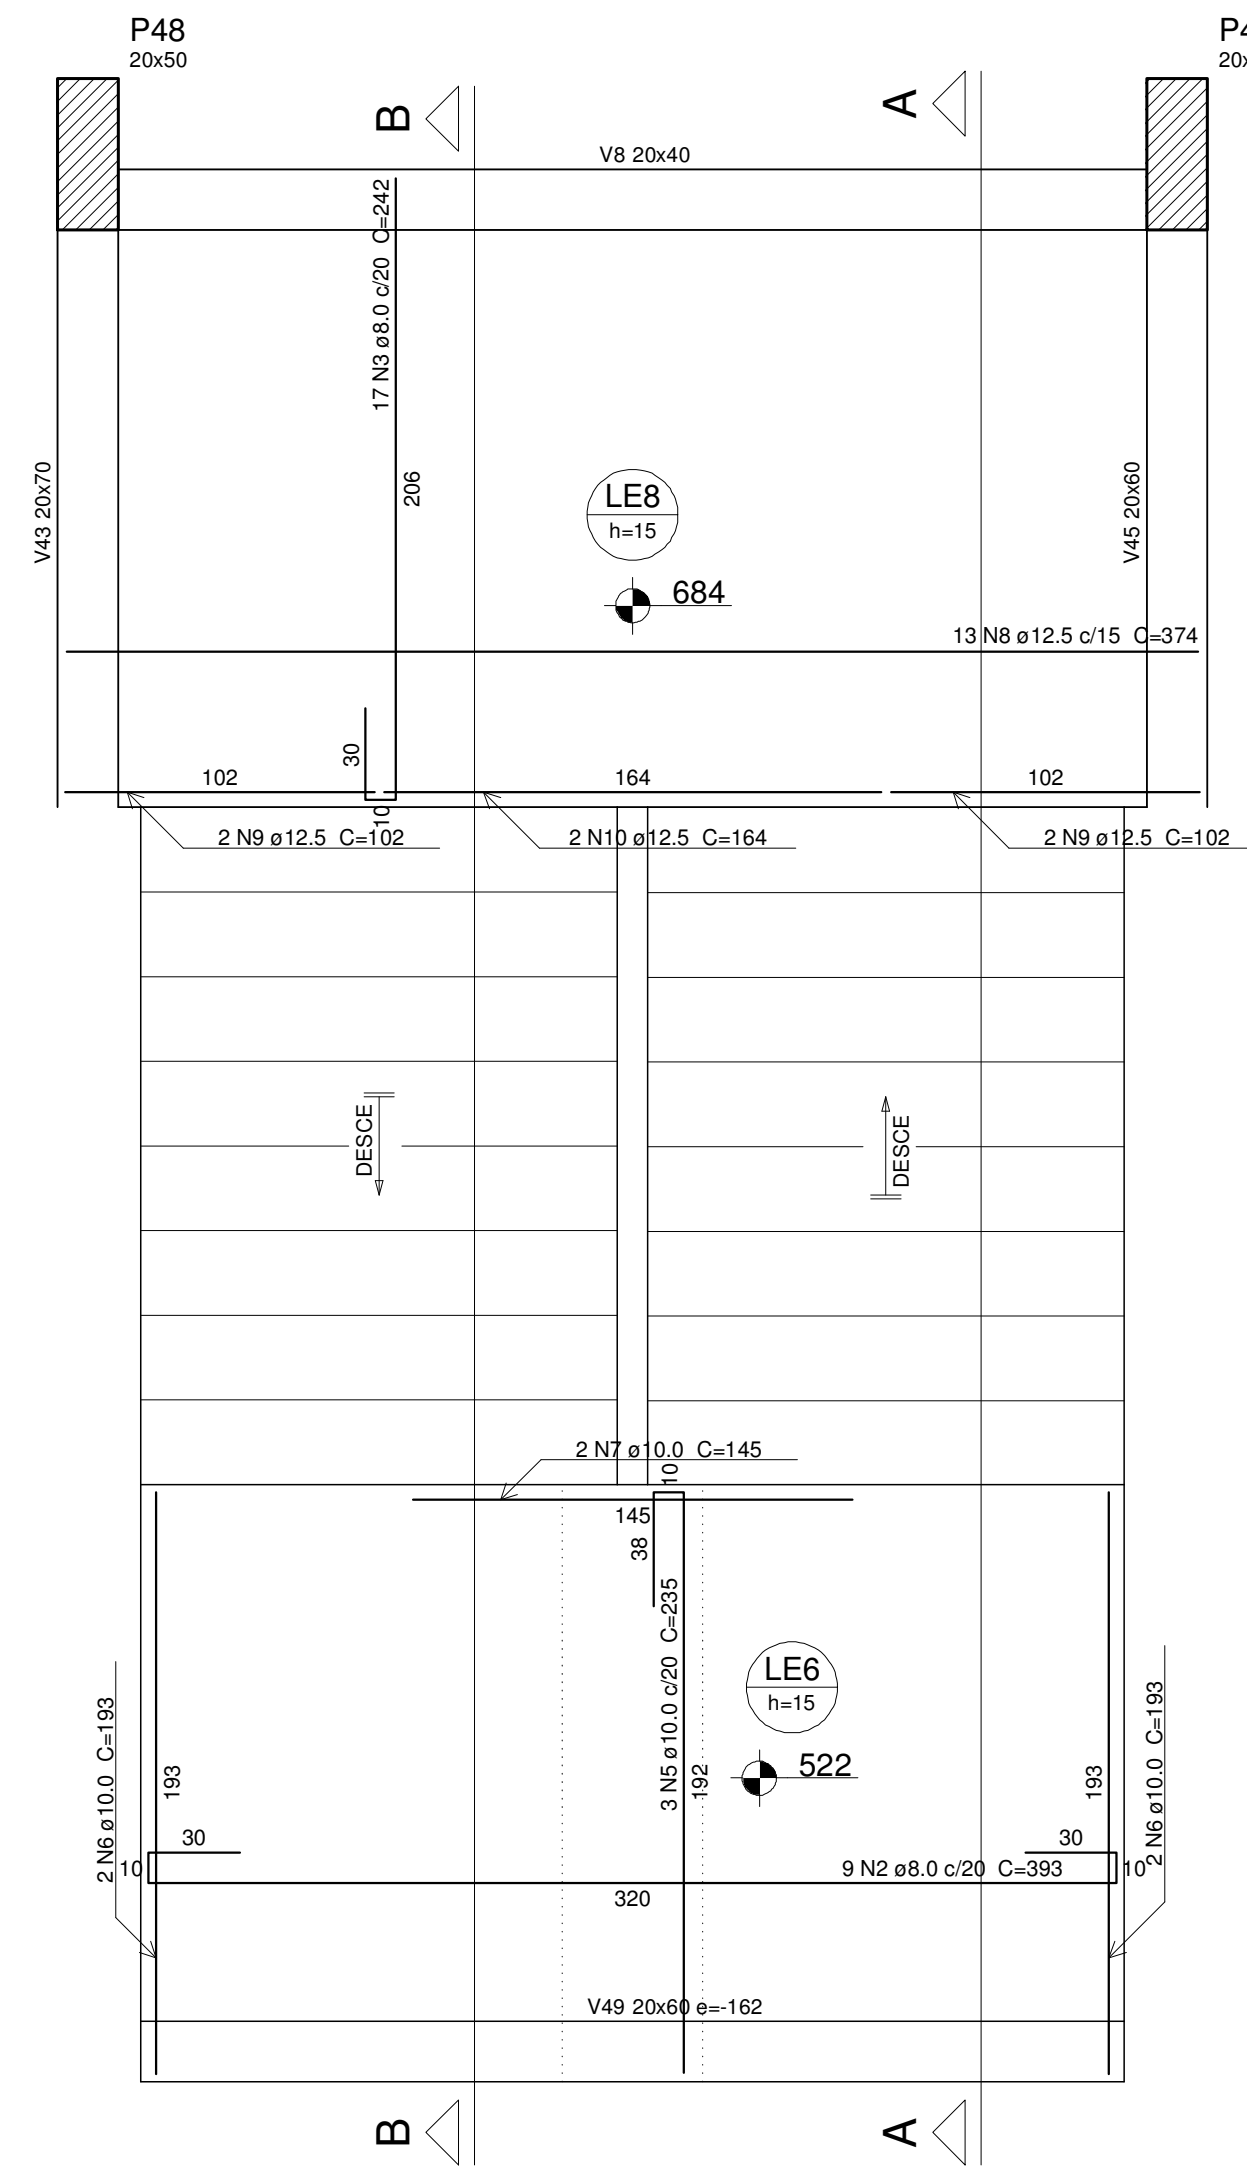 P48
20x50
P4
20x
B
A
V8 20x40
17 N3 ø8.0 c/20 C=242
206
V43 20x70
V45 20x60
LE8
h=15
684
13 N8 ø12.5 c/15 C=374
30
102
164
102
10
2 N9 ø12.5 C=102
2 N10 ø12.5 C=164
2 N9 ø12.5 C=102
DESCE
DESCE
2 N7 ø10.0 C=145
10
145
38
3 N5 ø10.0 c/20 C=235
192
LE6
h=15
522
2 N6 ø10.0 C=193
193
193
2 N6 ø10.0 C=193
30
30
10
9 N2 ø8.0 c/20 C=393
10
320
V49 20x60 e=-162
B
A